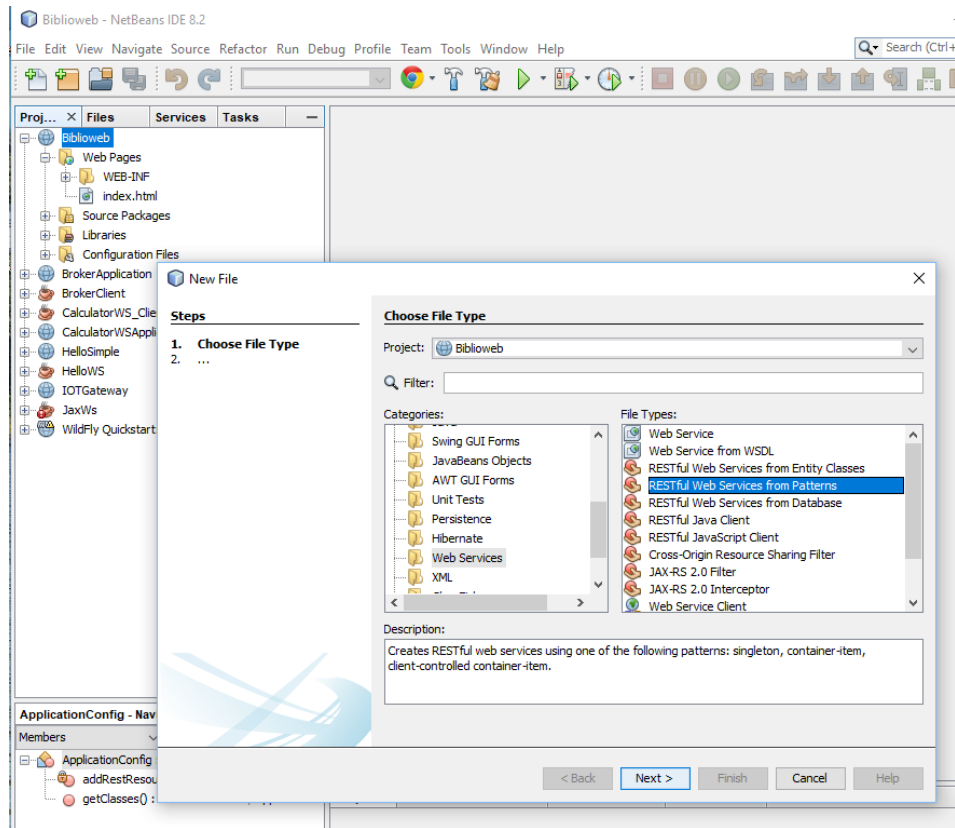 Biblioweb - NetBeans IDE 8.2
File Edit View Navigate Source Refactor Run Debug Profile Team Tools Window Help
Search (Ctrl+
Proj... Files Services Tasks
Biblioweb
Web Pages
WEB-INF
index.html
Source Packages
Libraries
Configuration Files
BrokerApplication
BrokerClient
CalculatorWS_Clie
CalculatorWSAppli
HelloSimple
HelloWS
IOTGateway
JaxWs
WildFly Quickstart
New File
Steps
1. Choose File Type
2. ...
Choose File Type
Project: Biblioweb
Filter:
Categories:
Swing GUI Forms
JavaBeans Objects
AWT GUI Forms
Unit Tests
Persistence
Hibernate
Web Services
XML
File Types:
Web Service
Web Service from WSDL
RESTful Web Services from Entity Classes
RESTful Web Services from Patterns
RESTful Web Services from Database
RESTful Java Client
RESTful JavaScript Client
Cross-Origin Resource Sharing Filter
JAX-RS 2.0 Filter
JAX-RS 2.0 Interceptor
Web Service Client
Description:
Creates RESTful web services using one of the following patterns: singleton, container-item,
client-controlled container-item.
< Back Next > Finish Cancel Help
ApplicationConfig - Nav
Members
ApplicationConfig
addRestResou
getClasses() :